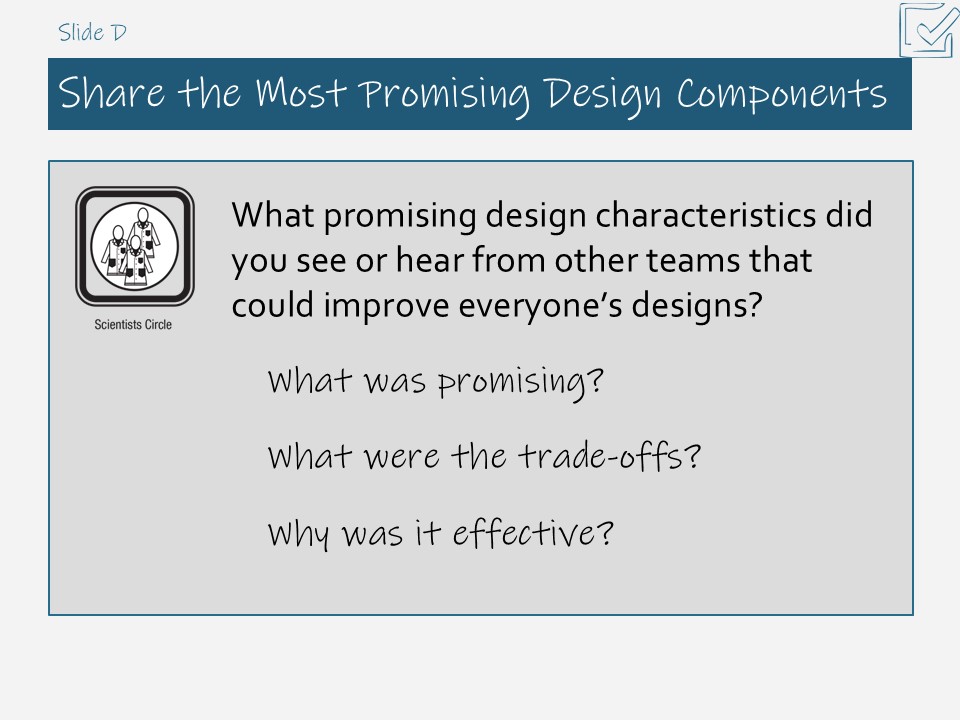 Slide D
Share the Most Promising Design Components
What promising design characteristics did
you see or hear from other teams that
could improve everyone’s designs?
Scientists Circle
What was promising?
What were the trade-offs?
Why was it effective?